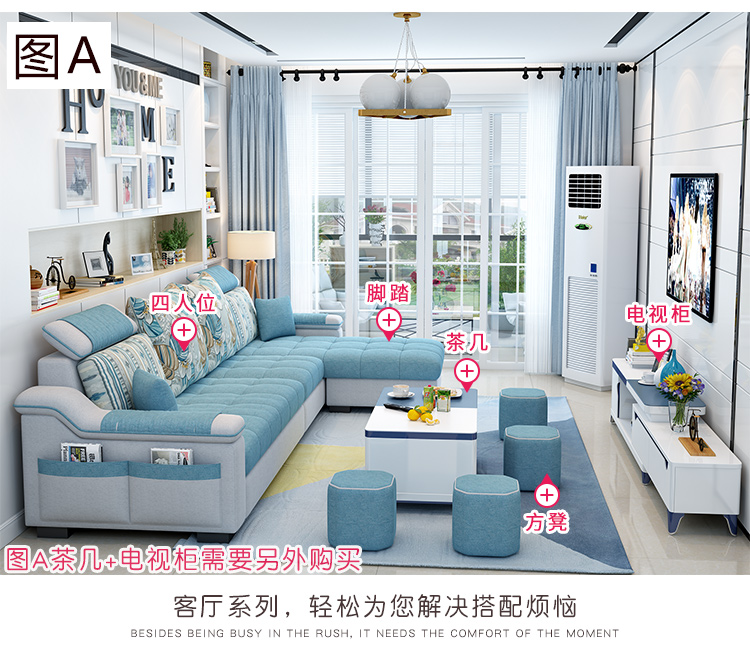 图A
YOU&ME
HOME
四人位
脚踏
茶几
电视柜
方凳
图A茶几+电视柜需要另外购买
客厅系列，轻松为您解决搭配烦恼
BESIDES BEING BUSY IN THE RUSH, IT NEEDS THE COMFORT OF THE MOMENT